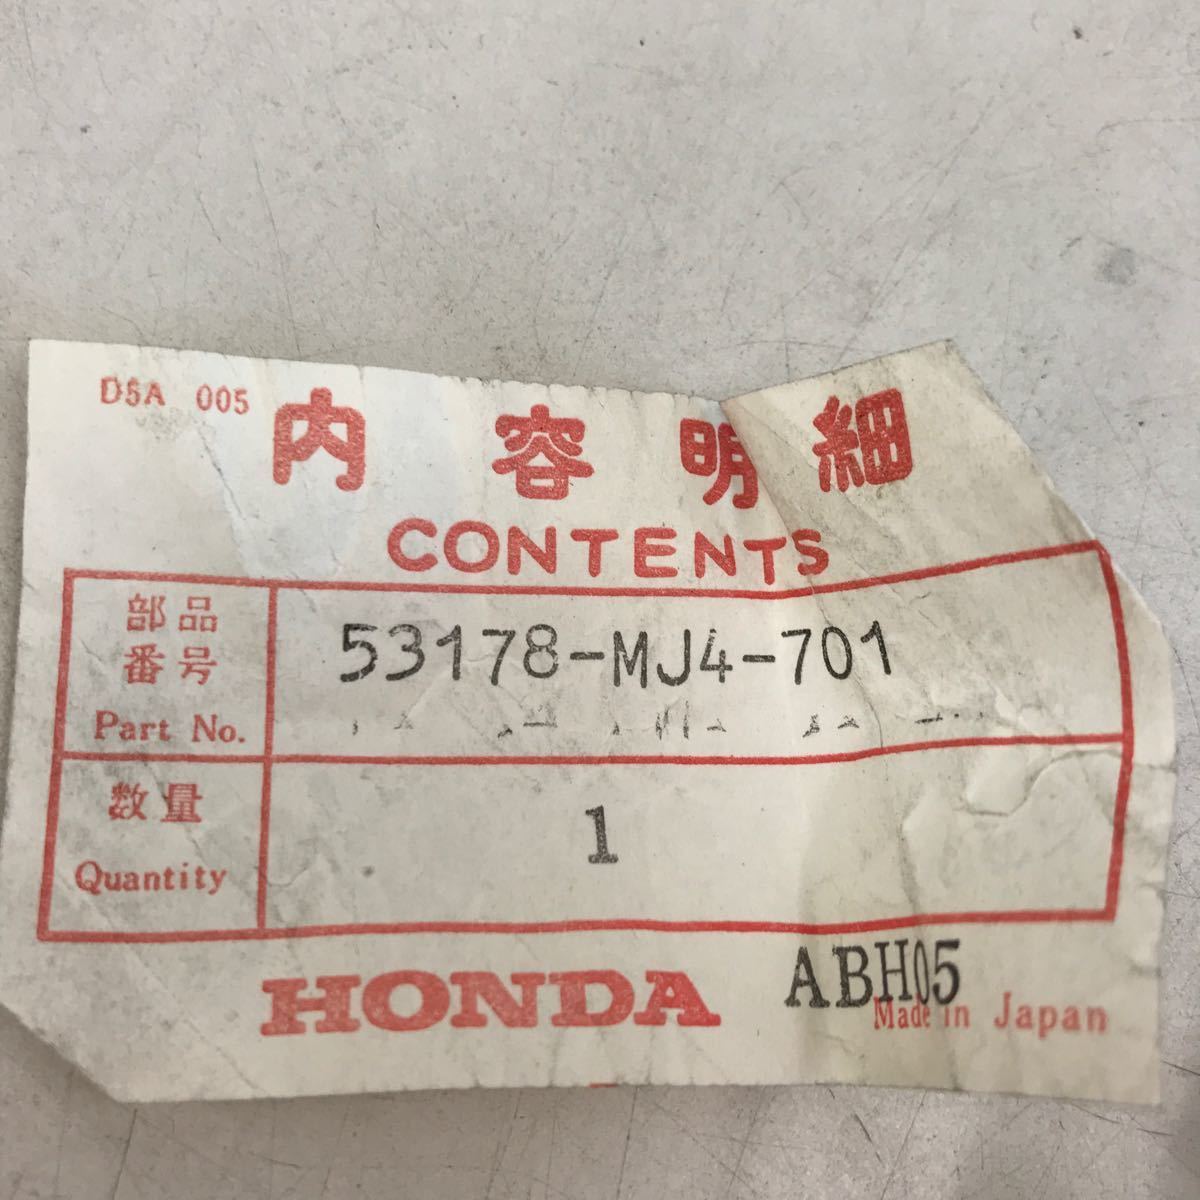 DSA 005
内容明細
CONTENTS
部品
番号
Part No.
53178-MJ4-701
数量
Quantity
1
HONDA
ABH05
Made in Japan